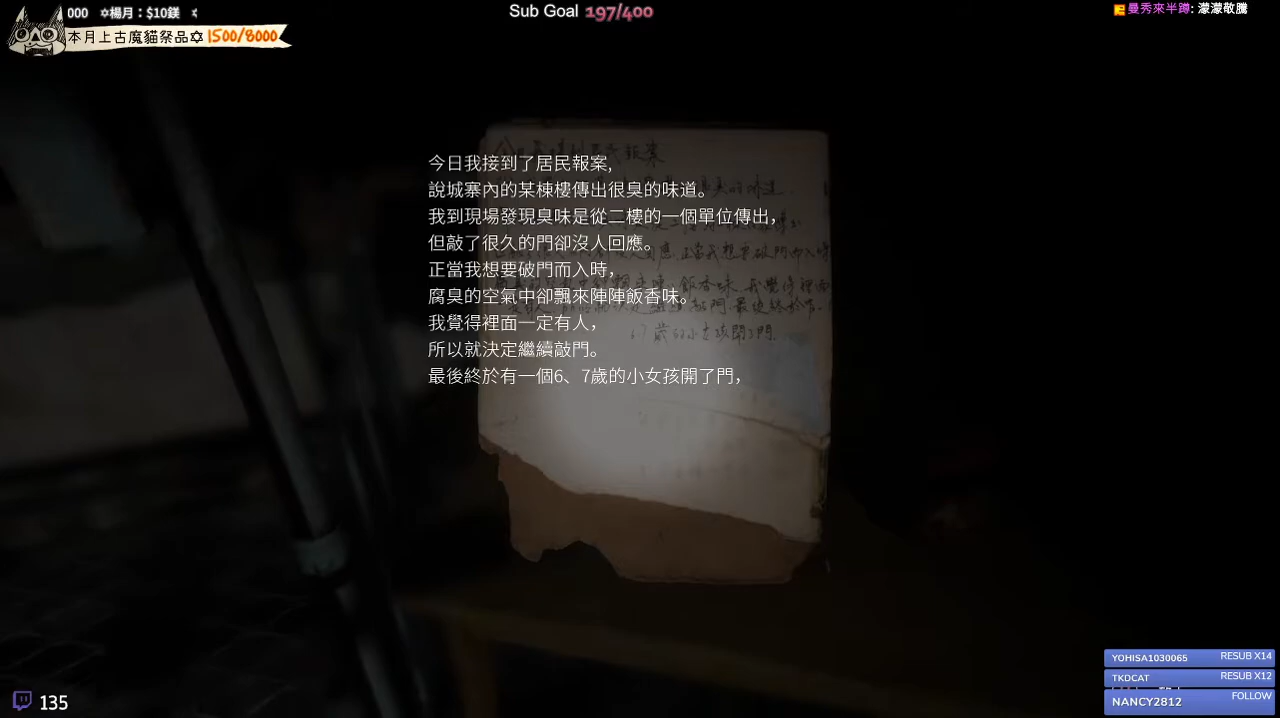 000 ✡楊月：$10鎂
本月上古魔貓祭品✡ 1500/8000
Sub Goal 197/400
曼秀來半蹲: 濛濛敬騰
今日我接到了居民報案,
說城寨內的某棟樓傳出很臭的味道。
我到現場發現臭味是從二樓的一個單位傳出,
但敲了很久的門卻沒人回應。
正當我想要破門而入時,
腐臭的空氣中卻飄來陣陣飯香味。
我覺得裡面一定有人,
所以就決定繼續敲門。
最後終於有一個6、7歲的小女孩開了門,
YOHISA1030065 RESUB X14
TKDCAT RESUB X12
NANCY2812 FOLLOW
135